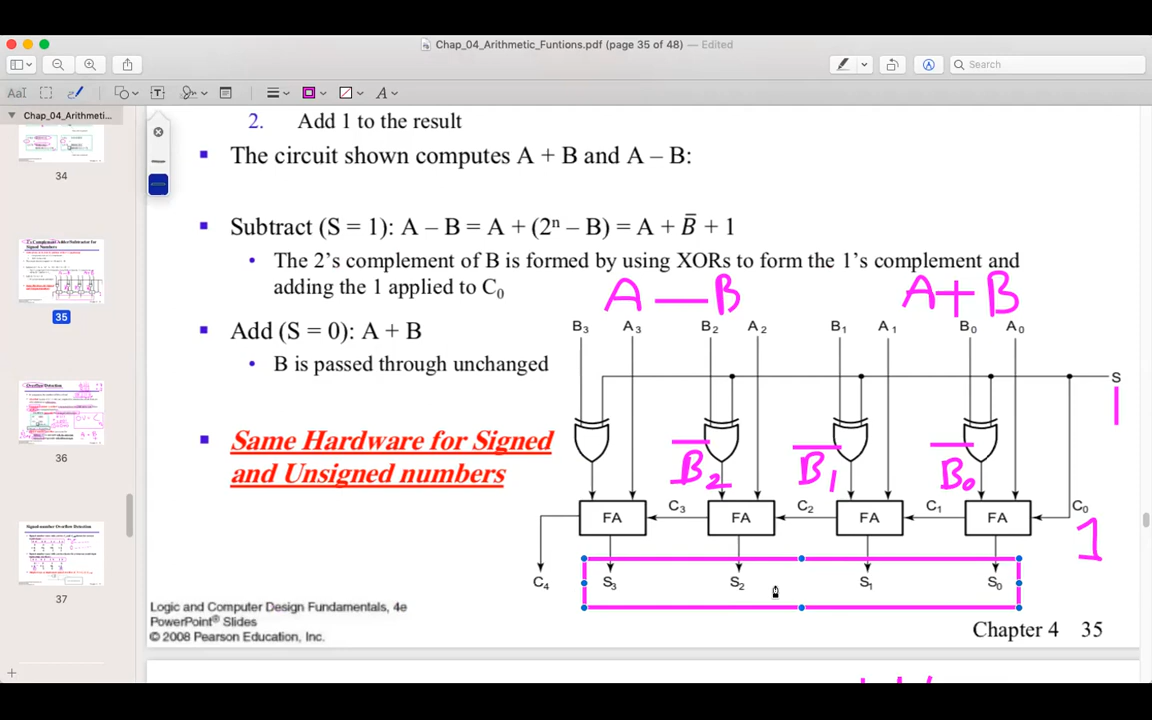 Chap_04_Arithmetic_Funtions.pdf (page 35 of 48) — Edited
Search
AaI
A
Chap_04_Arithmeti...
34
35
36
37
2. Add 1 to the result
The circuit shown computes A + B and A – B:
Subtract (S = 1): A – B = A + (2ⁿ – B) = A + B̅ + 1
The 2’s complement of B is formed by using XORs to form the 1’s complement and
adding the 1 applied to C₀
A — B A+B
Add (S = 0): A + B
B is passed through unchanged
B₃ A₃ B₂ A₂ B₁ A₁ B₀ A₀
S
1
Same Hardware for Signed
and Unsigned numbers
B̅₂ B̅₁ B̅₀
C₃ C₂ C₁ C₀
FA FA FA FA
1
C₄ S₃ S₂ S₁ S₀
Logic and Computer Design Fundamentals, 4e
PowerPoint® Slides
© 2008 Pearson Education, Inc.
Chapter 4 35